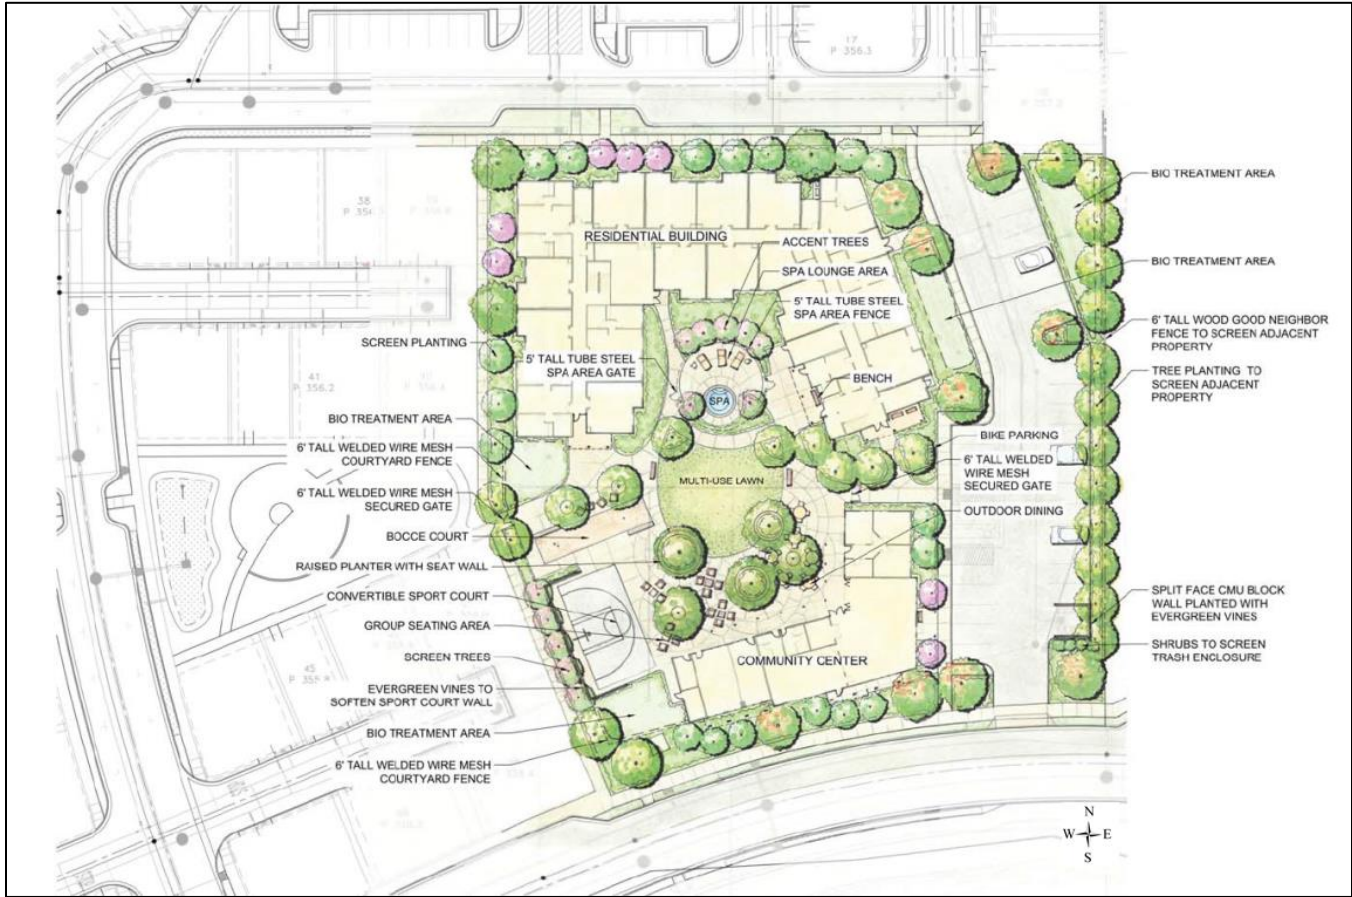 17
P 356.3
BIO TREATMENT AREA
38
RESIDENTIAL BUILDING
ACCENT TREES
SPA LOUNGE AREA
BIO TREATMENT AREA
5' TALL TUBE STEEL
SPA AREA FENCE
6' TALL WOOD GOOD NEIGHBOR
FENCE TO SCREEN ADJACENT
PROPERTY
SCREEN PLANTING
5' TALL TUBE STEEL
SPA AREA GATE
TREE PLANTING TO
SCREEN ADJACENT
PROPERTY
41
P 356.2
BENCH
SPA
BIO TREATMENT AREA
BIKE PARKING
6' TALL WELDED WIRE MESH
COURTYARD FENCE
6' TALL WELDED
WIRE MESH
SECURED GATE
MULTI-USE LAWN
6' TALL WELDED WIRE MESH
SECURED GATE
OUTDOOR DINING
BOCCE COURT
RAISED PLANTER WITH SEAT WALL
CONVERTIBLE SPORT COURT
SPLIT FACE CMU BLOCK
WALL PLANTED WITH
EVERGREEN VINES
GROUP SEATING AREA
SHRUBS TO SCREEN
TRASH ENCLOSURE
SCREEN TREES
COMMUNITY CENTER
45
EVERGREEN VINES TO
SOFTEN SPORT COURT WALL
BIO TREATMENT AREA
6' TALL WELDED WIRE MESH
COURTYARD FENCE
N
W E
S